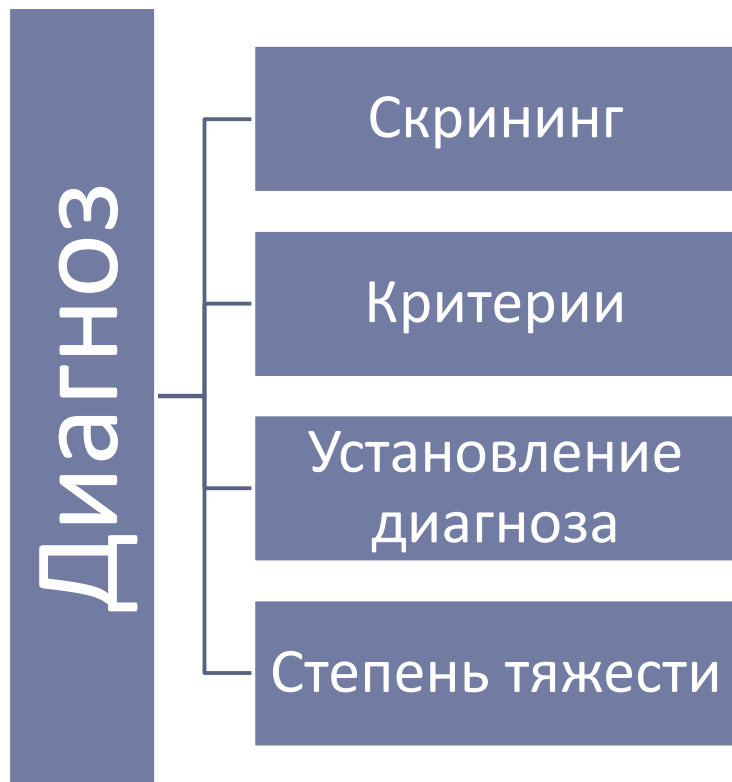 Диагноз
Скрининг
Критерии
Установление
диагноза
Степень тяжести